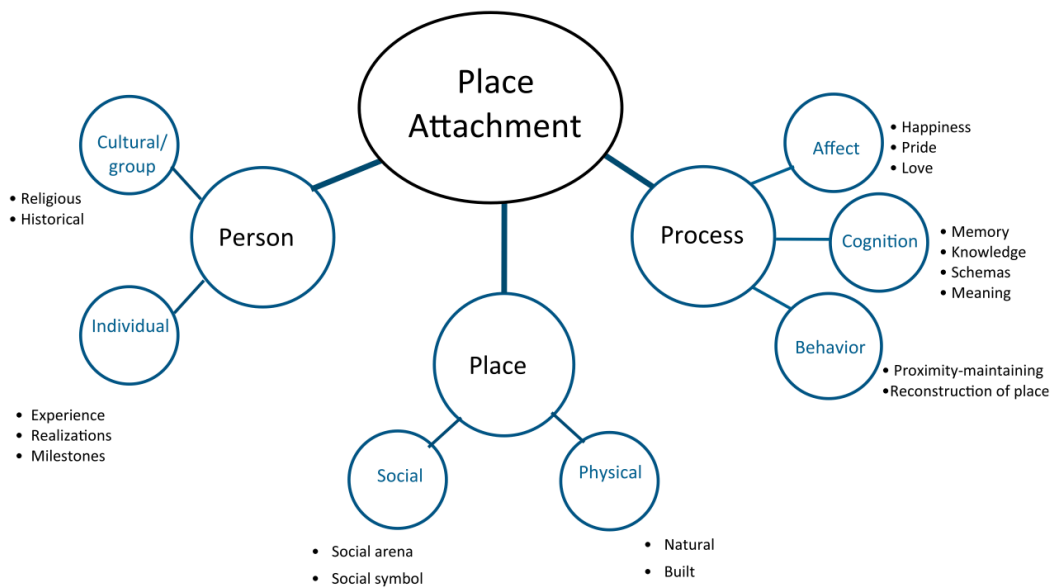 Place
Attachment
Cultural/
group
• Religious
• Historical
Person
Individual
• Experience
• Realizations
• Milestones
Place
Social
• Social arena
• Social symbol
Physical
• Natural
• Built
Process
Affect
• Happiness
• Pride
• Love
Cognition
• Memory
• Knowledge
• Schemas
• Meaning
Behavior
• Proximity-maintaining
•Reconstruction of place